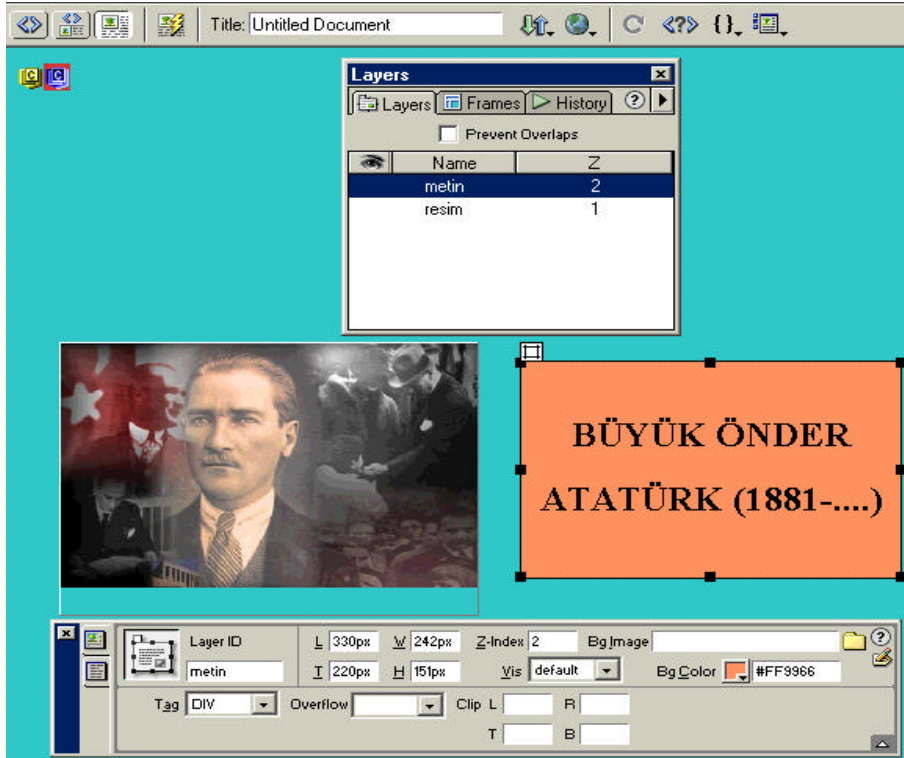 Title: Untitled Document
Layers
Layers Frames History
Prevent Overlaps
Name Z
metin 2
resim 1
BÜYÜK ÖNDER
ATATÜRK (1881-....)
Layer ID L 330px W 242px Z-Index 2 Bg Image
metin T 220px H 151px Vis default Bg Color #FF9966
Tag DIV Overflow Clip L R
T B